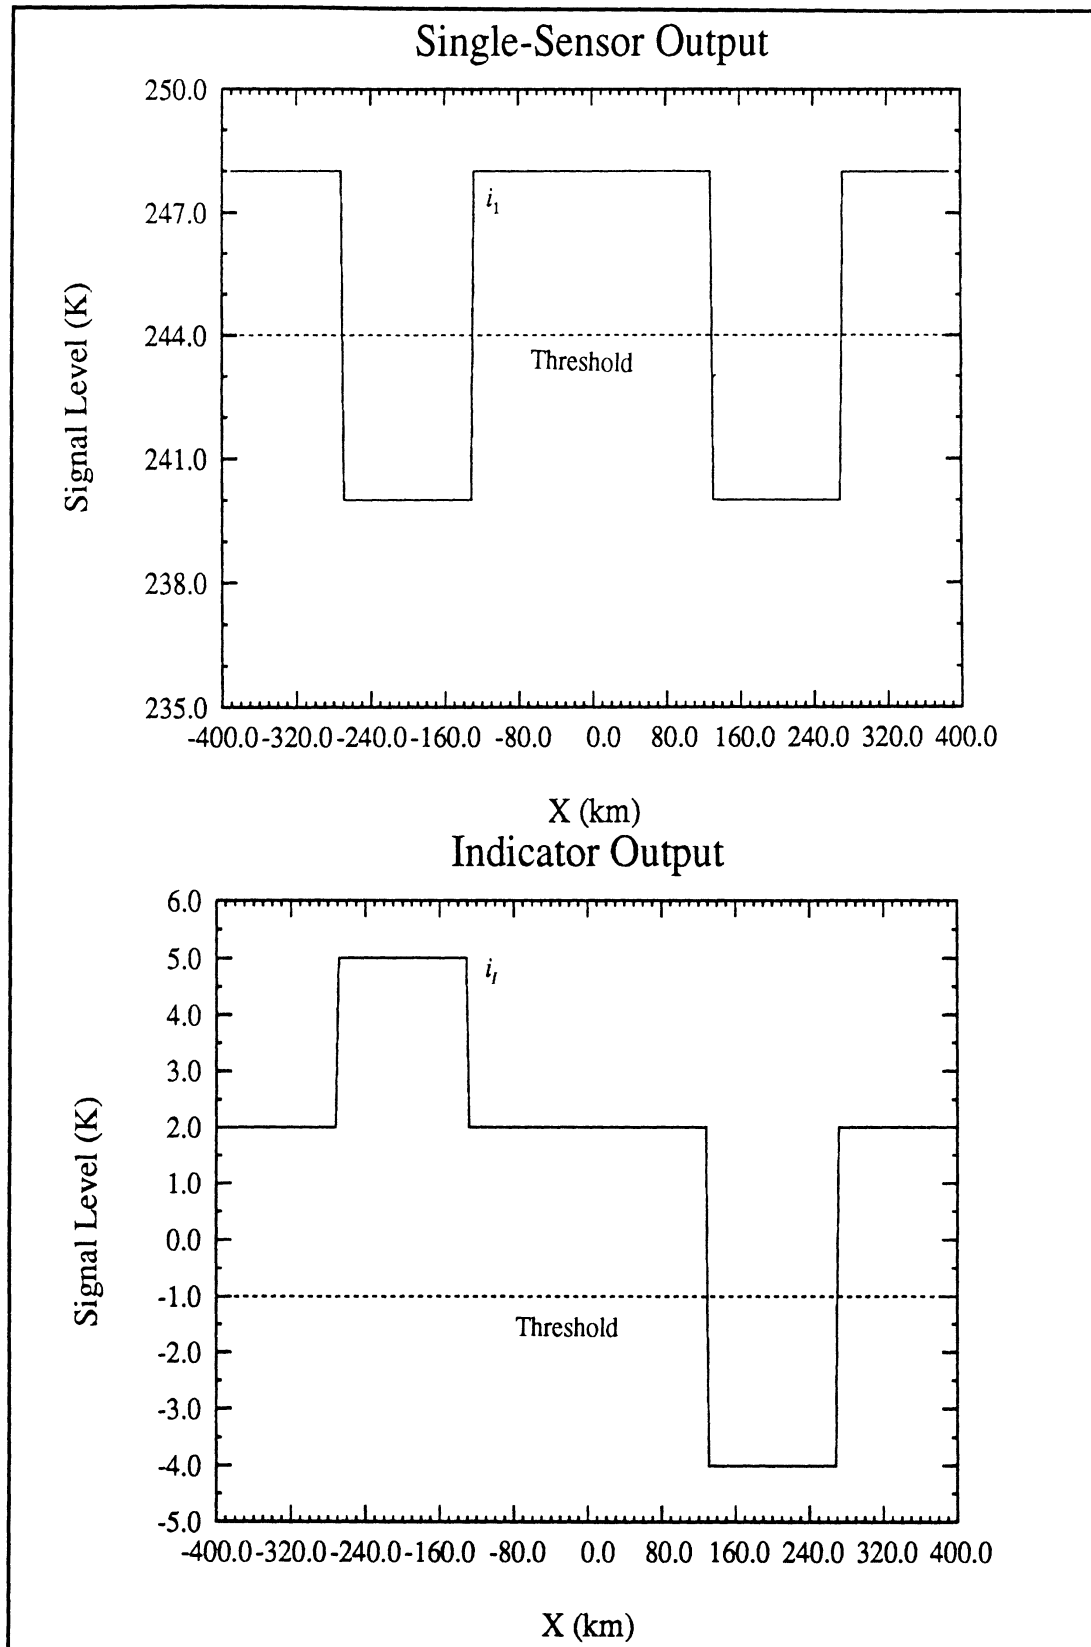 Single-Sensor Output
250.0
247.0
244.0
241.0
238.0
235.0
Signal Level (K)
i₁
Threshold
-400.0 -320.0 -240.0 -160.0 -80.0 0.0 80.0 160.0 240.0 320.0 400.0
X (km)
Indicator Output
6.0
5.0
4.0
3.0
2.0
1.0
0.0
-1.0
-2.0
-3.0
-4.0
-5.0
Signal Level (K)
i_I
Threshold
-400.0 -320.0 -240.0 -160.0 -80.0 0.0 80.0 160.0 240.0 320.0 400.0
X (km)